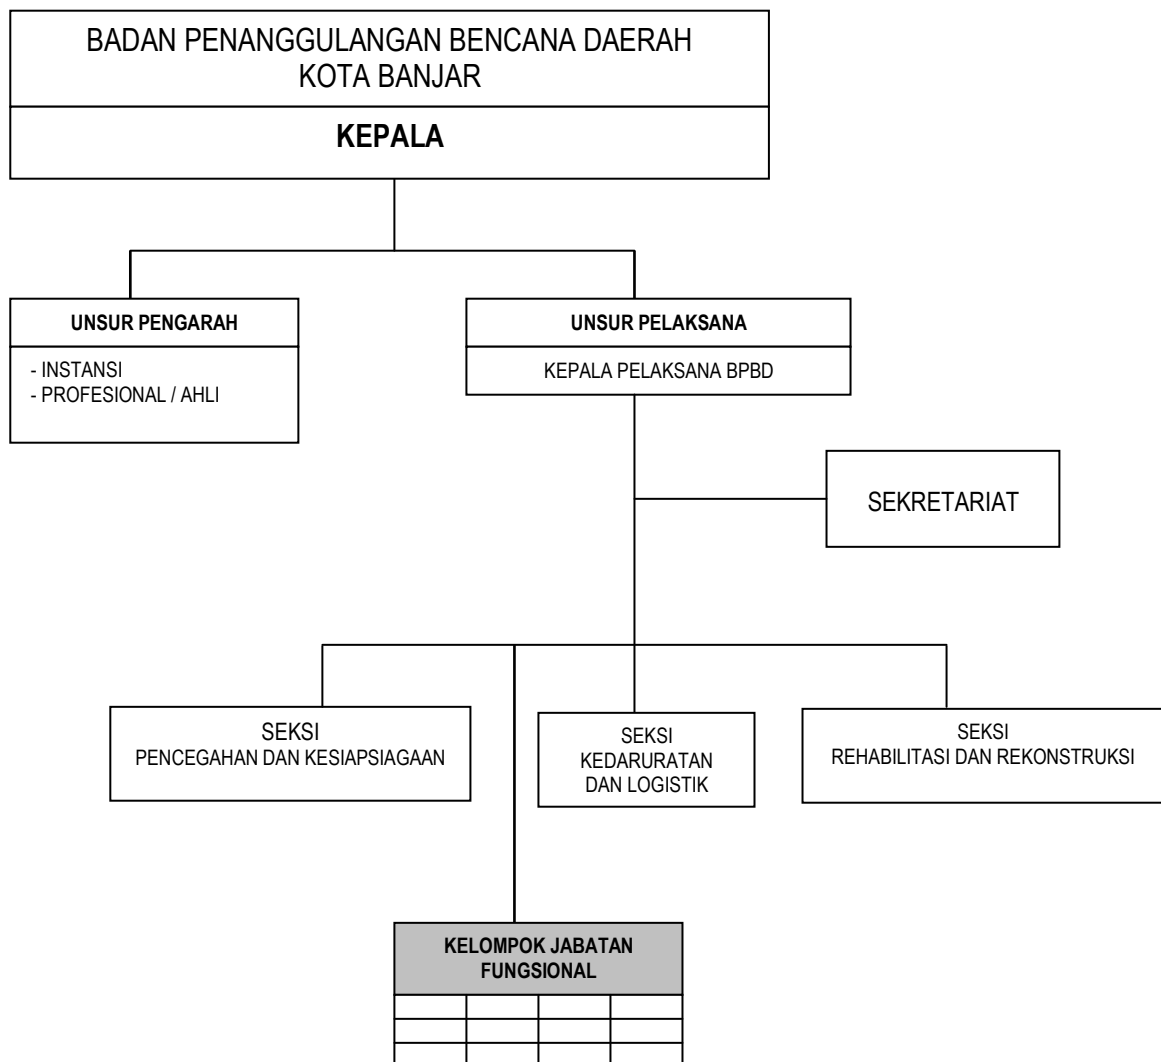 BADAN PENANGGULANGAN BENCANA DAERAH
KOTA BANJAR
KEPALA
UNSUR PENGARAH
- INSTANSI
- PROFESIONAL / AHLI
UNSUR PELAKSANA
KEPALA PELAKSANA BPBD
SEKRETARIAT
SEKSI
PENCEGAHAN DAN KESIAPSIAGAAN
SEKSI
KEDARURATAN
DAN LOGISTIK
SEKSI
REHABILITASI DAN REKONSTRUKSI
KELOMPOK JABATAN
FUNGSIONAL